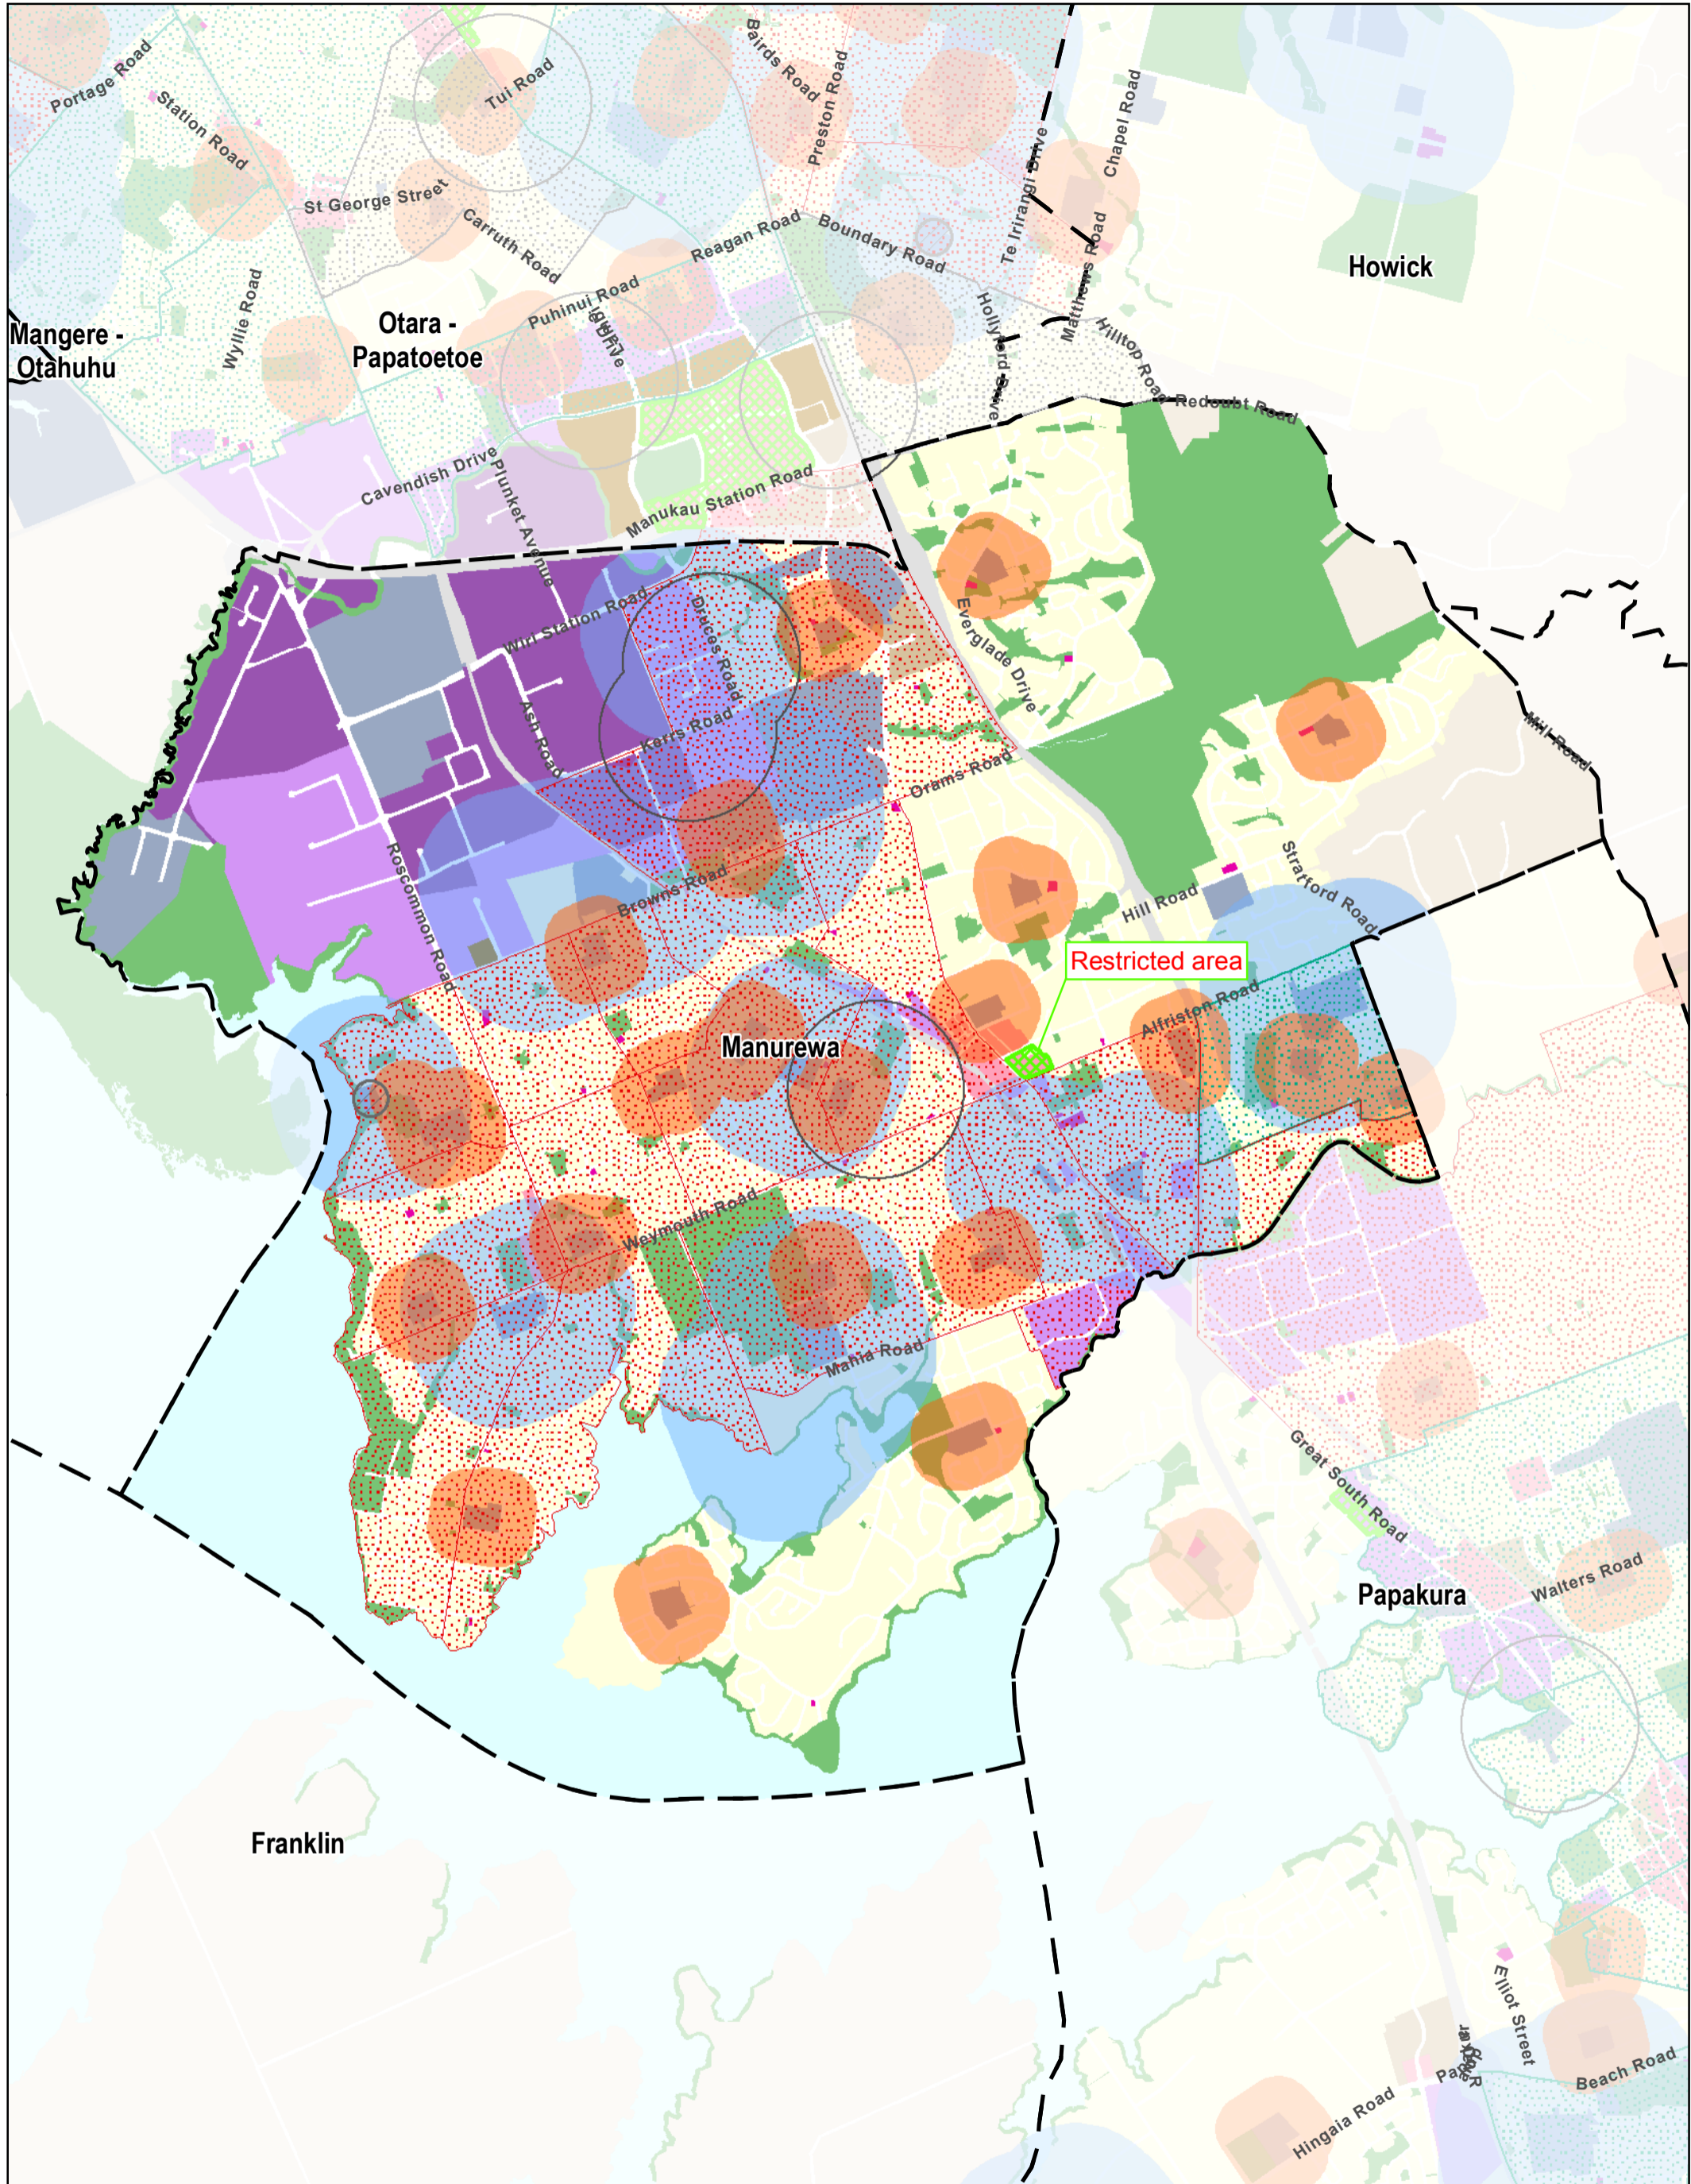 Portage Road
Station Road
Tui Road
Bairds Road
Preston Road
Chapel Road
St George Street
Carruth Road
Reagan Road
Boundary Road
Te Irirangi Drive
Matthews Road
Howick
Wyllie Road
Puhinui Road
Hollyford Drive
Hilltop Road
Redoubt Road
Mangere -
Otahuhu
Otara -
Papatoetoe
Cavendish Drive
Plunket Avenue
Manukau Station Road
Wiri Station Road
Druces Road
Everglade Drive
Ash Road
Kerrs Road
Orams Road
Mill Road
Roscommon Road
Browns Road
Hill Road
Stratford Road
Restricted area
Alfriston Road
Manurewa
Weymouth Road
Mahia Road
Great South Road
Papakura
Walters Road
Franklin
Elliot Street
Beach Road
Hingaia Road